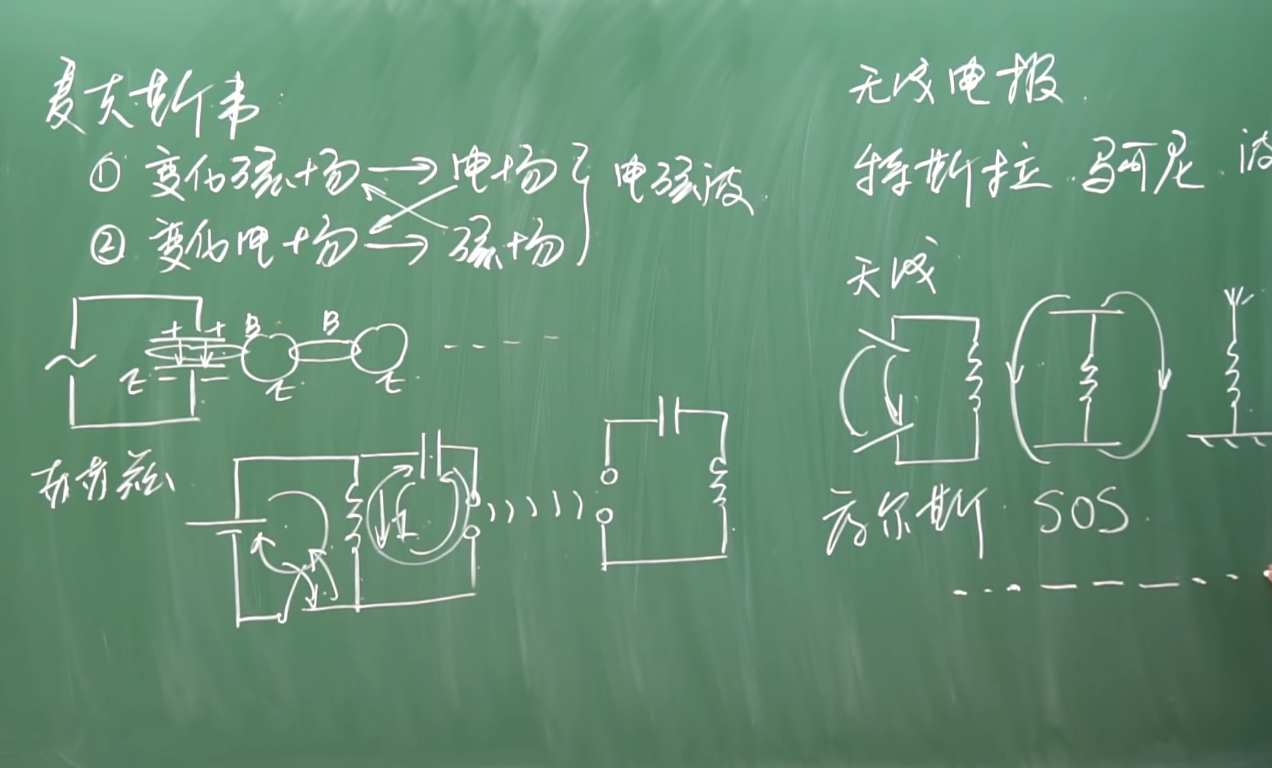 麦克斯韦
① 变化磁场 → 电场 } 电磁波
② 变化电场 → 磁场
+ + B B
E - - E E
赫兹
I
无线电报
特斯拉 马可尼 波
天线
莫尔斯 SOS
...---...